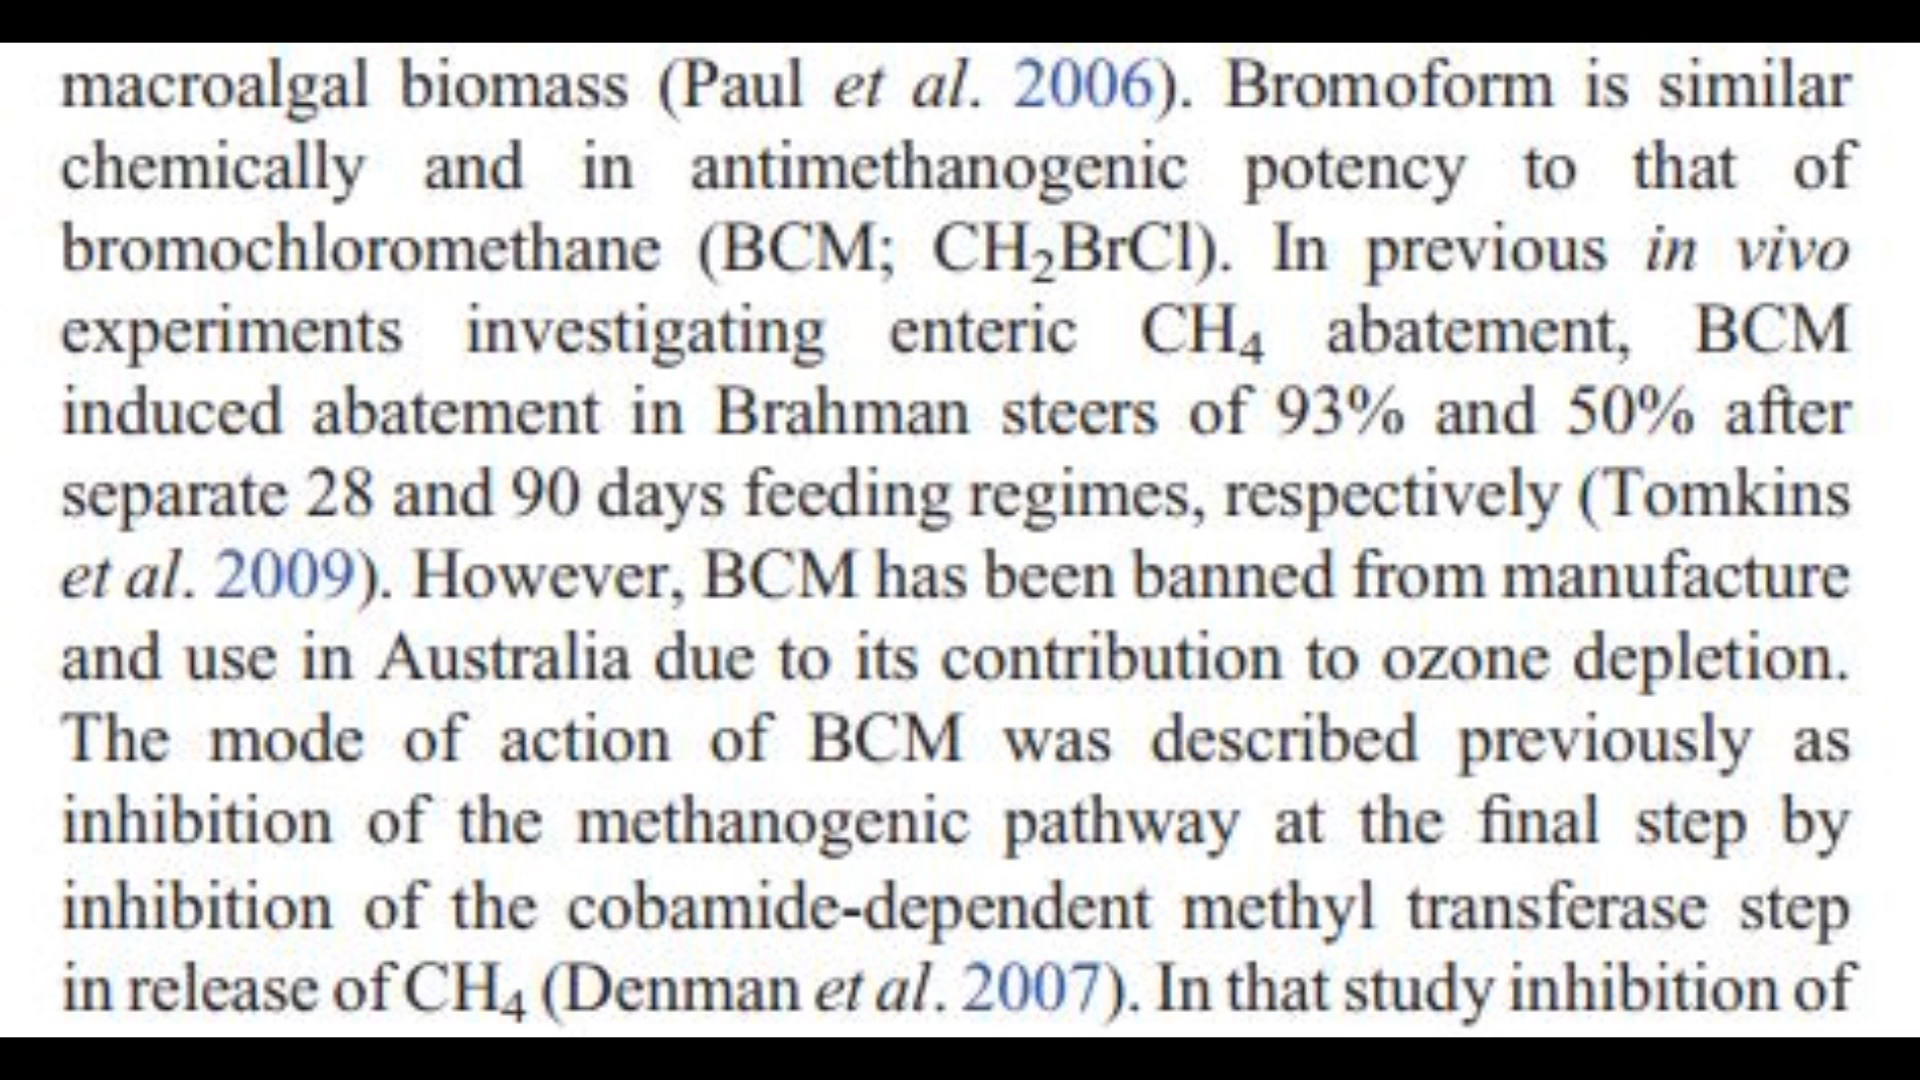 macroalgal biomass (Paul et al. 2006). Bromoform is similar
chemically and in antimethanogenic potency to that of
bromochloromethane (BCM; CH₂BrCl). In previous in vivo
experiments investigating enteric CH₄ abatement, BCM
induced abatement in Brahman steers of 93% and 50% after
separate 28 and 90 days feeding regimes, respectively (Tomkins
et al. 2009). However, BCM has been banned from manufacture
and use in Australia due to its contribution to ozone depletion.
The mode of action of BCM was described previously as
inhibition of the methanogenic pathway at the final step by
inhibition of the cobamide-dependent methyl transferase step
in release of CH₄ (Denman et al. 2007). In that study inhibition of